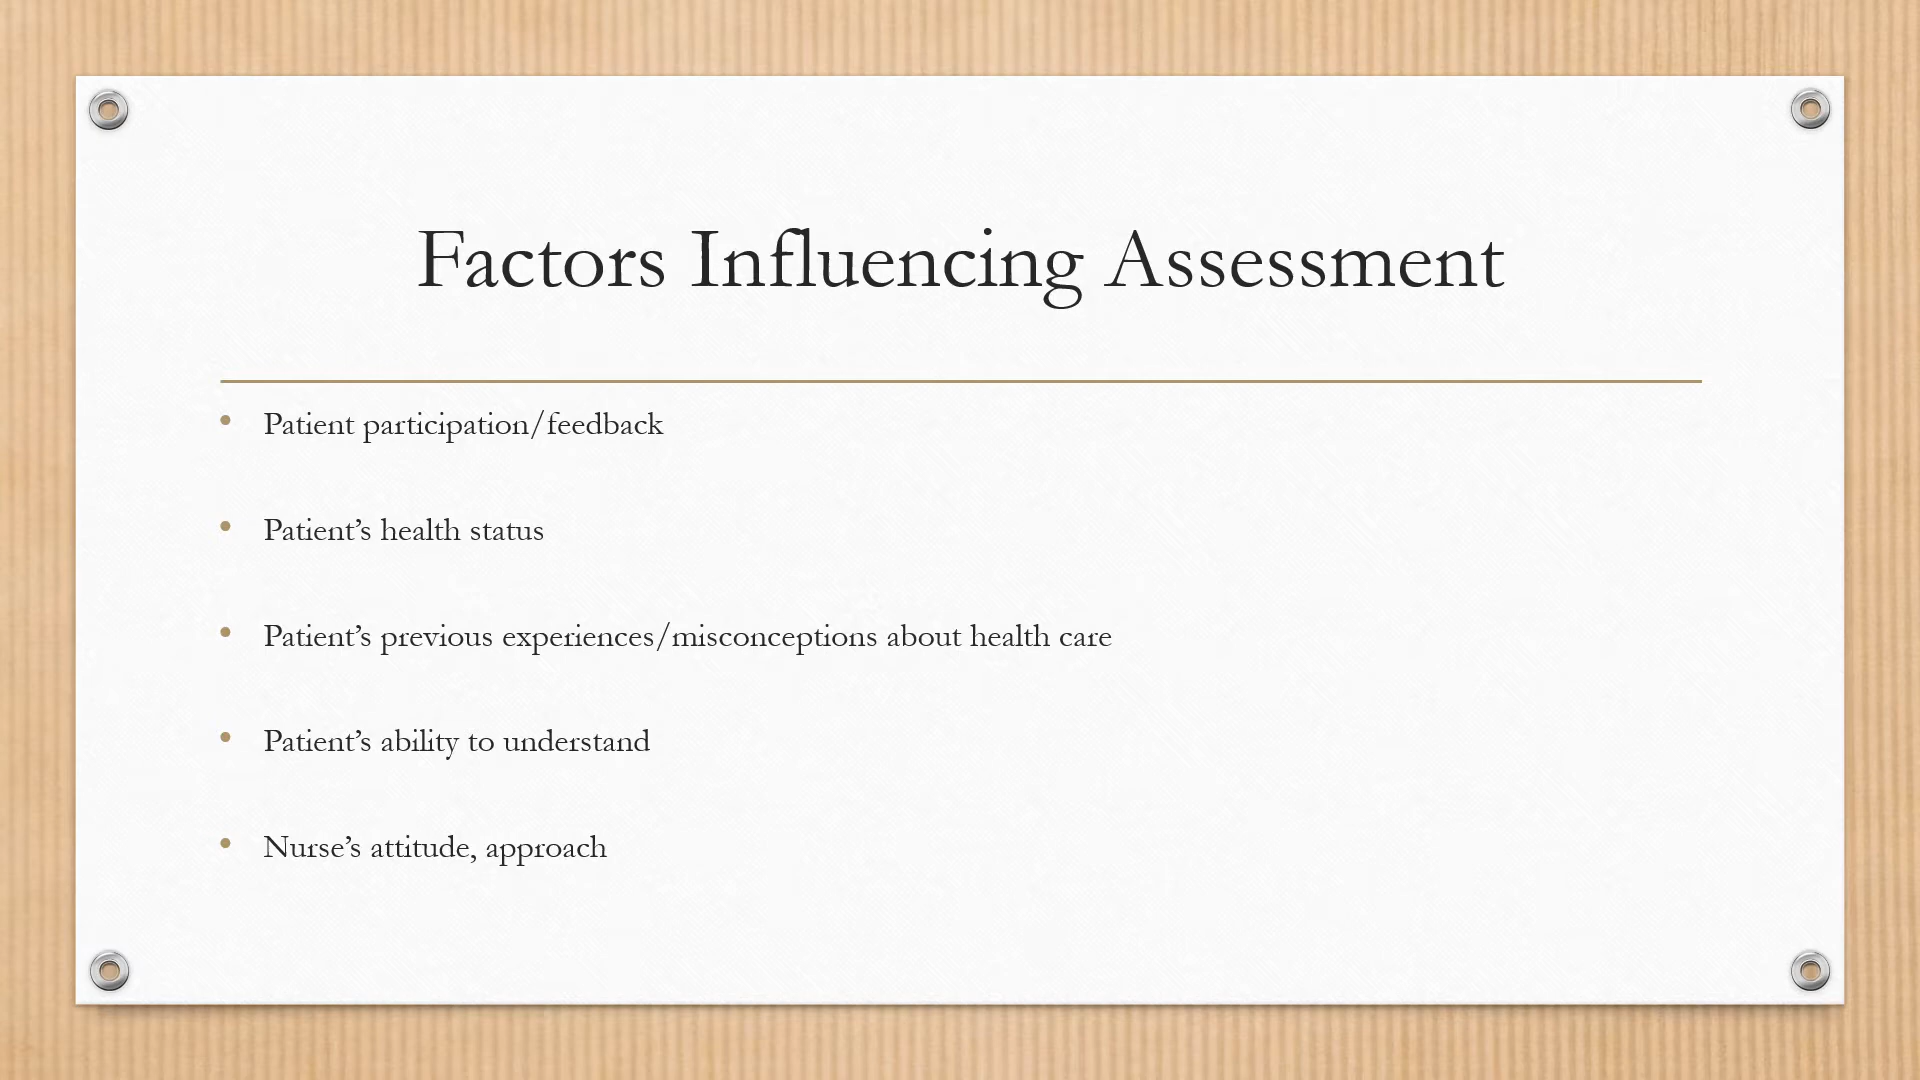 Factors Influencing Assessment
• Patient participation/feedback
• Patient’s health status
• Patient’s previous experiences/misconceptions about health care
• Patient’s ability to understand
• Nurse’s attitude, approach